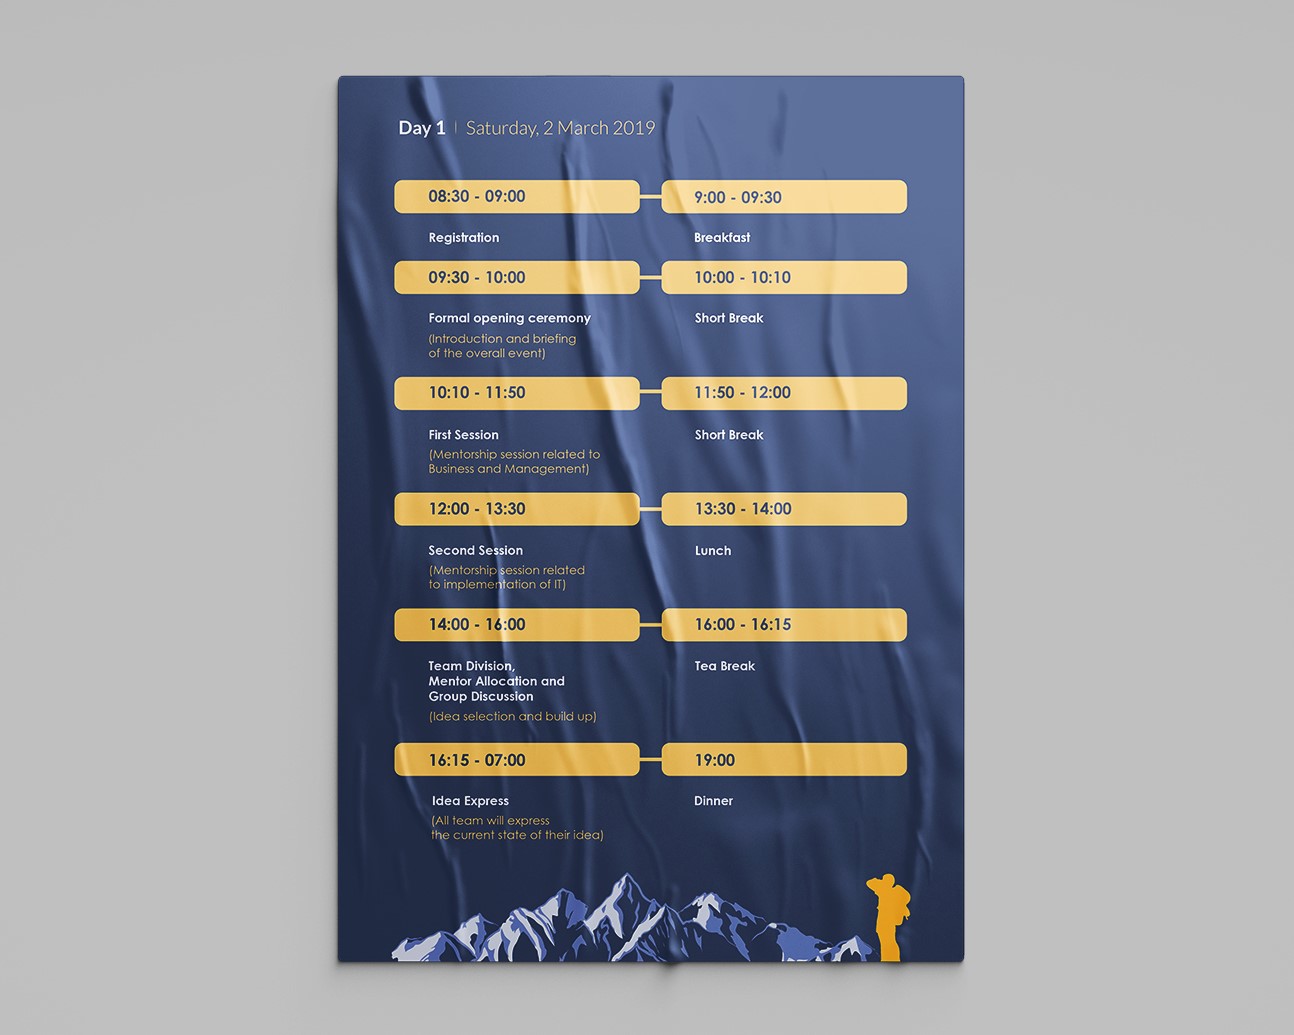 Day 1 | Saturday, 2 March 2019
08:30 - 09:00
Registration
9:00 - 09:30
Breakfast
09:30 - 10:00
Formal opening ceremony
(Introduction and briefing
of the overall event)
10:00 - 10:10
Short Break
10:10 - 11:50
First Session
(Mentorship session related to
Business and Management)
11:50 - 12:00
Short Break
12:00 - 13:30
Second Session
(Mentorship session related
to implementation of IT)
13:30 - 14:00
Lunch
14:00 - 16:00
Team Division,
Mentor Allocation and
Group Discussion
(Idea selection and build up)
16:00 - 16:15
Tea Break
16:15 - 07:00
Idea Express
(All team will express
the current state of their idea)
19:00
Dinner